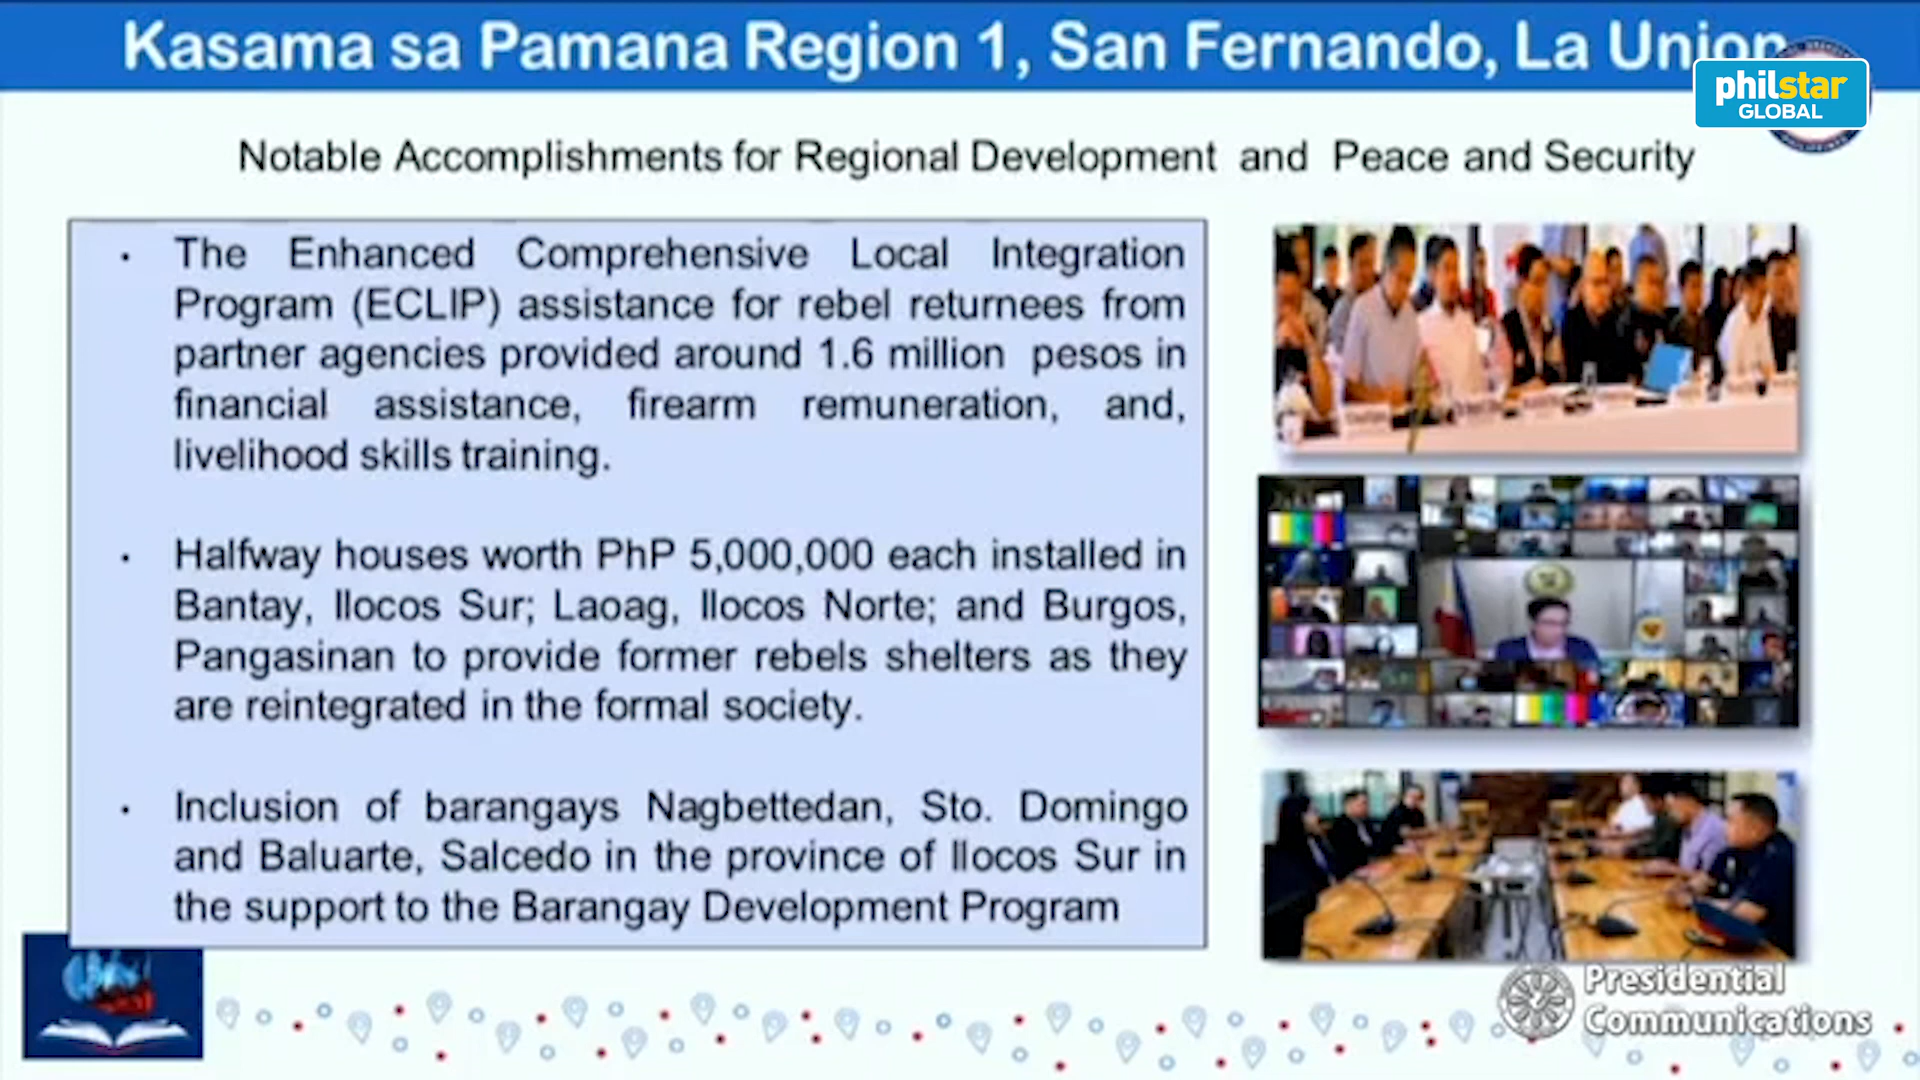 Kasama sa Pamana Region 1, San Fernando, La Union
philstar
GLOBAL
Notable Accomplishments for Regional Development and Peace and Security
• The Enhanced Comprehensive Local Integration
Program (ECLIP) assistance for rebel returnees from
partner agencies provided around 1.6 million pesos in
financial assistance, firearm remuneration, and,
livelihood skills training.
• Halfway houses worth PhP 5,000,000 each installed in
Bantay, Ilocos Sur; Laoag, Ilocos Norte; and Burgos,
Pangasinan to provide former rebels shelters as they
are reintegrated in the formal society.
• Inclusion of barangays Nagbettedan, Sto. Domingo
and Baluarte, Salcedo in the province of Ilocos Sur in
the support to the Barangay Development Program
Presidential
Communications